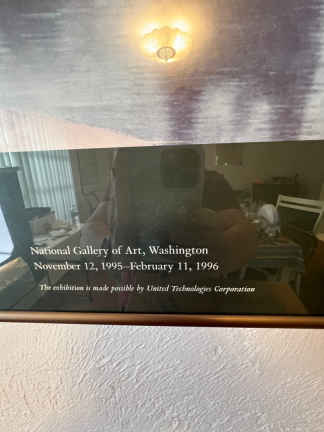 National Gallery of Art, Washington
November 12, 1995–February 11, 1996
The exhibition is made possible by United Technologies Corporation